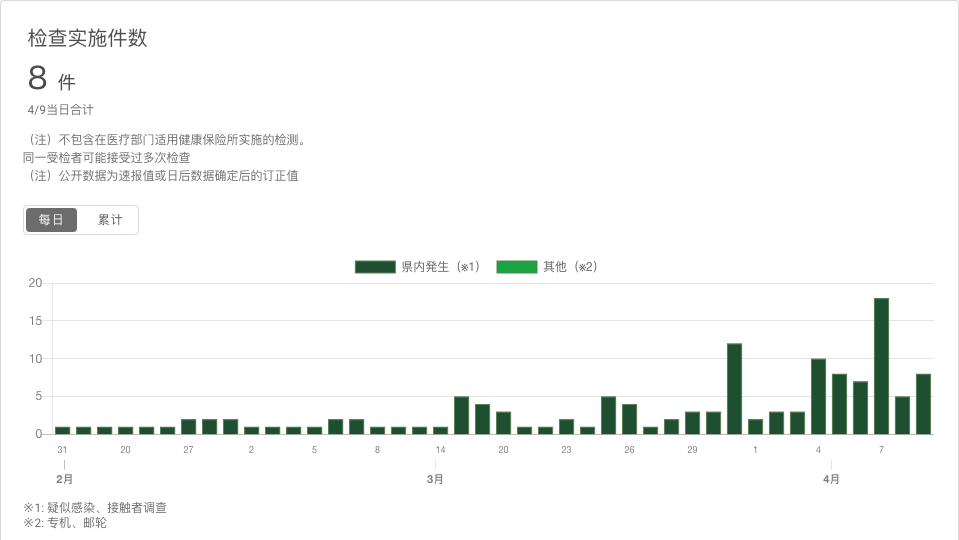 检查实施件数
8 件
4/9当日合计
（注）不包含在医疗部门适用健康保险所实施的检测。
同一受检者可能接受过多次检查
（注）公开数据为速报值或日后数据确定后的订正值
每日 累计
県内発生（※1） 其他（※2）
20
15
10
5
0
31 20 27 2 5 8 14 20 23 26 29 1 4 7
2月 3月 4月
※1: 疑似感染、接触者调查
※2: 专机、邮轮